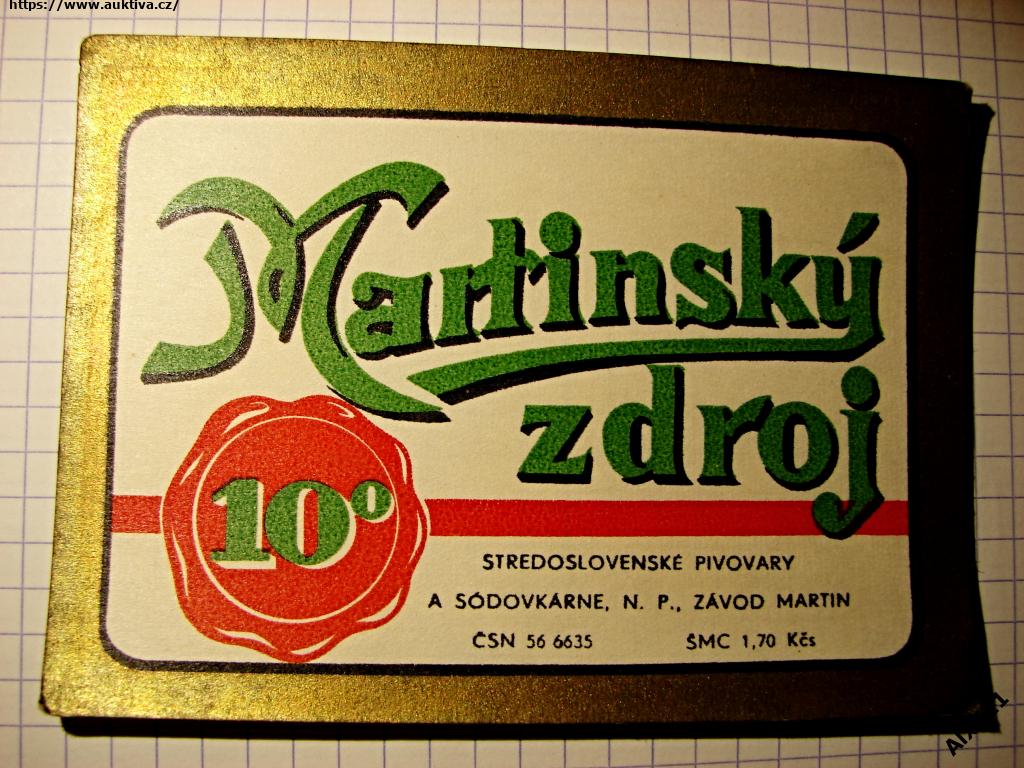 https://www.auktiva.cz/
Martinský
zdroj
10°
STREDOSLOVENSKÉ PIVOVARY
A SÓDOVKÁRNE, N. P., ZÁVOD MARTIN
ČSN 56 6635 ŠMC 1,70 Kčs